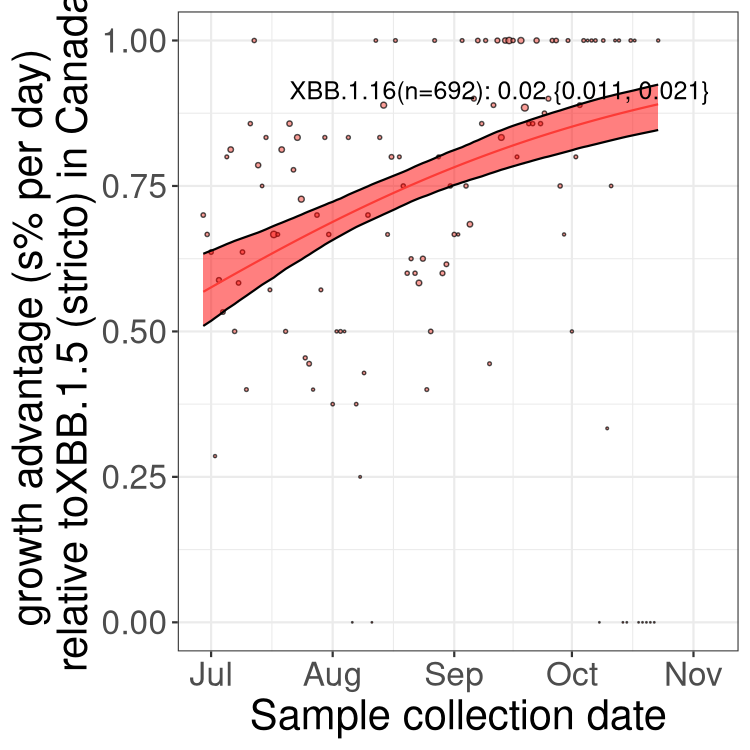 growth advantage (s% per day)
relative toXBB.1.5 (stricto) in Canada
1.00
0.75
0.50
0.25
0.00
XBB.1.16(n=692): 0.02 {0.011, 0.021}
Jul Aug Sep Oct Nov
Sample collection date